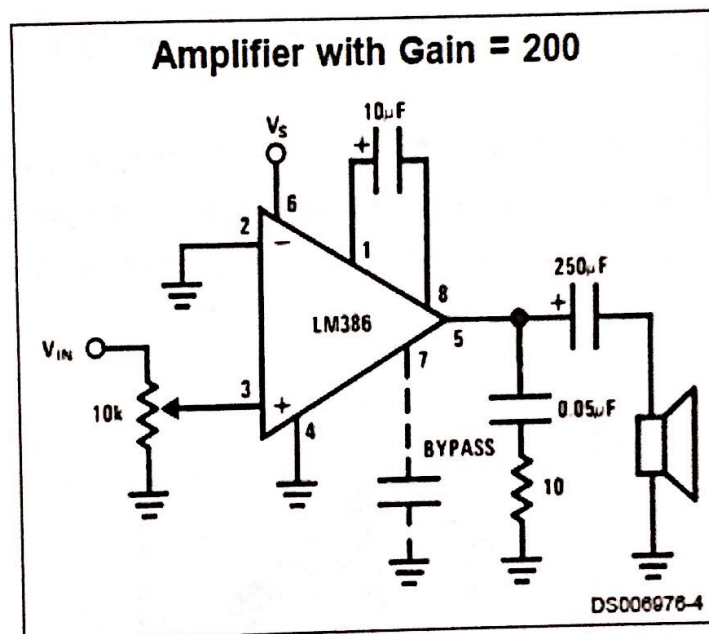 Amplifier with Gain = 200
10µF
VS
+
6
2
−
1
250µF
8
+
LM386
5
VIN
7
10k
3
+
4
0.05µF
BYPASS
10
DS006976-4